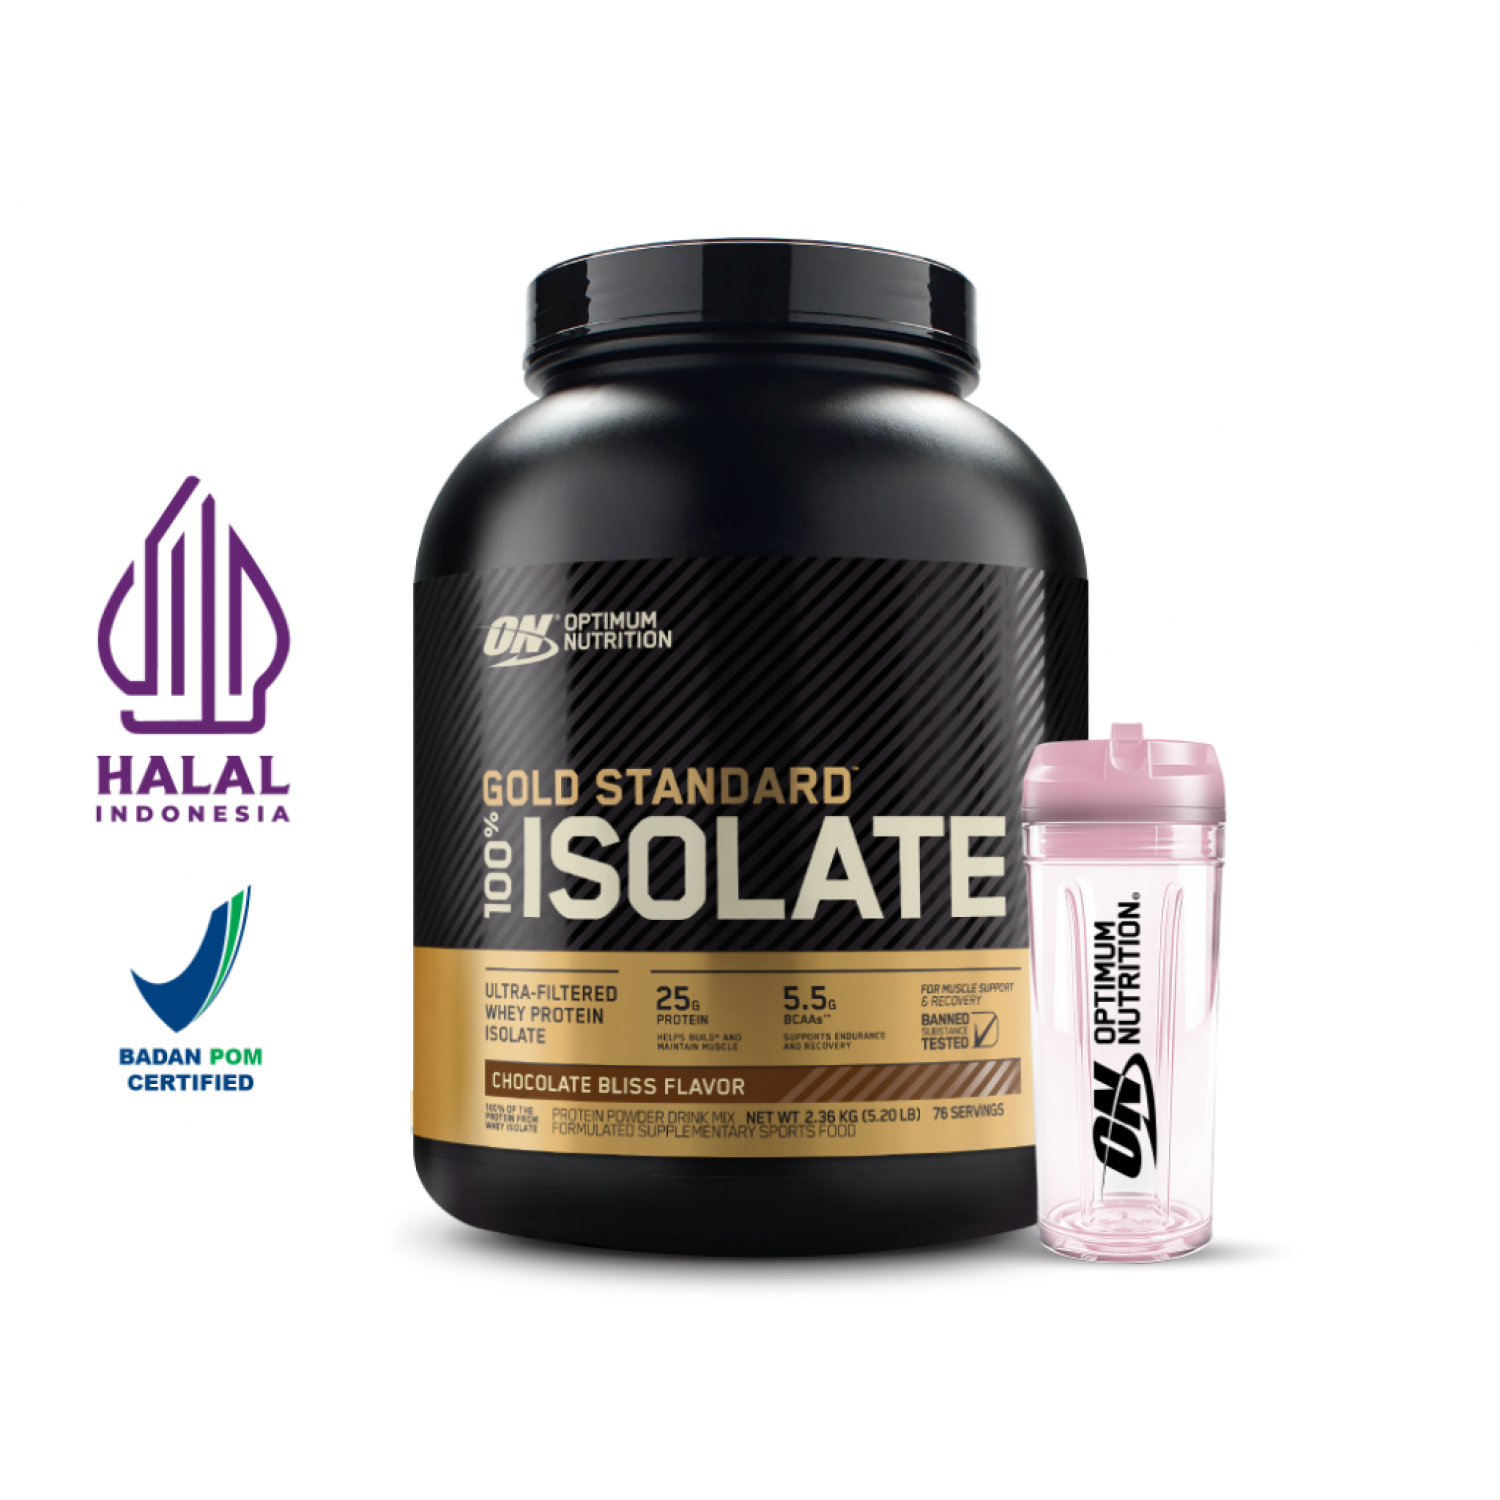 HALAL
INDONESIA
BADAN POM
CERTIFIED
ON® OPTIMUM
NUTRITION
GOLD STANDARD™
100% ISOLATE
ULTRA-FILTERED
WHEY PROTEIN
ISOLATE
25G
PROTEIN
HELPS BUILD* AND
MAINTAIN MUSCLE
5.5G
BCAAs**
SUPPORTS ENDURANCE
AND RECOVERY
FOR MUSCLE SUPPORT
& RECOVERY
BANNED
SUBSTANCE
TESTED
CHOCOLATE BLISS FLAVOR
100% OF THE
PROTEIN FROM
WHEY ISOLATE
PROTEIN POWDER DRINK MIX NET WT 2.36 KG (5.20 LB) 76 SERVINGS
FORMULATED SUPPLEMENTARY SPORTS FOOD
ON OPTIMUM
NUTRITION®